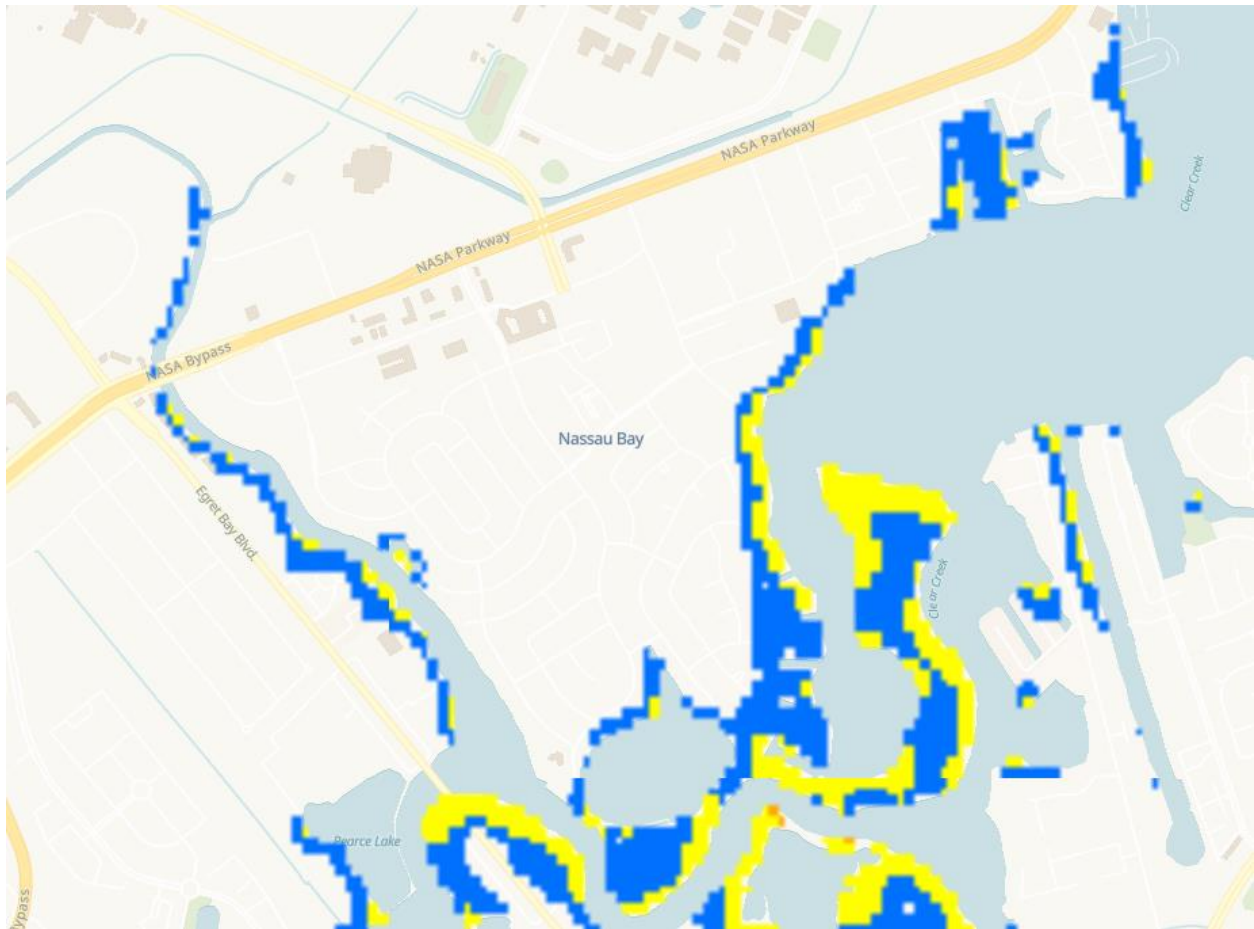 NASA Parkway
Clear Creek
NASA Parkway
NASA Bypass
Nassau Bay
Egret Bay Blvd.
Clear Creek
Pearce Lake
ypass